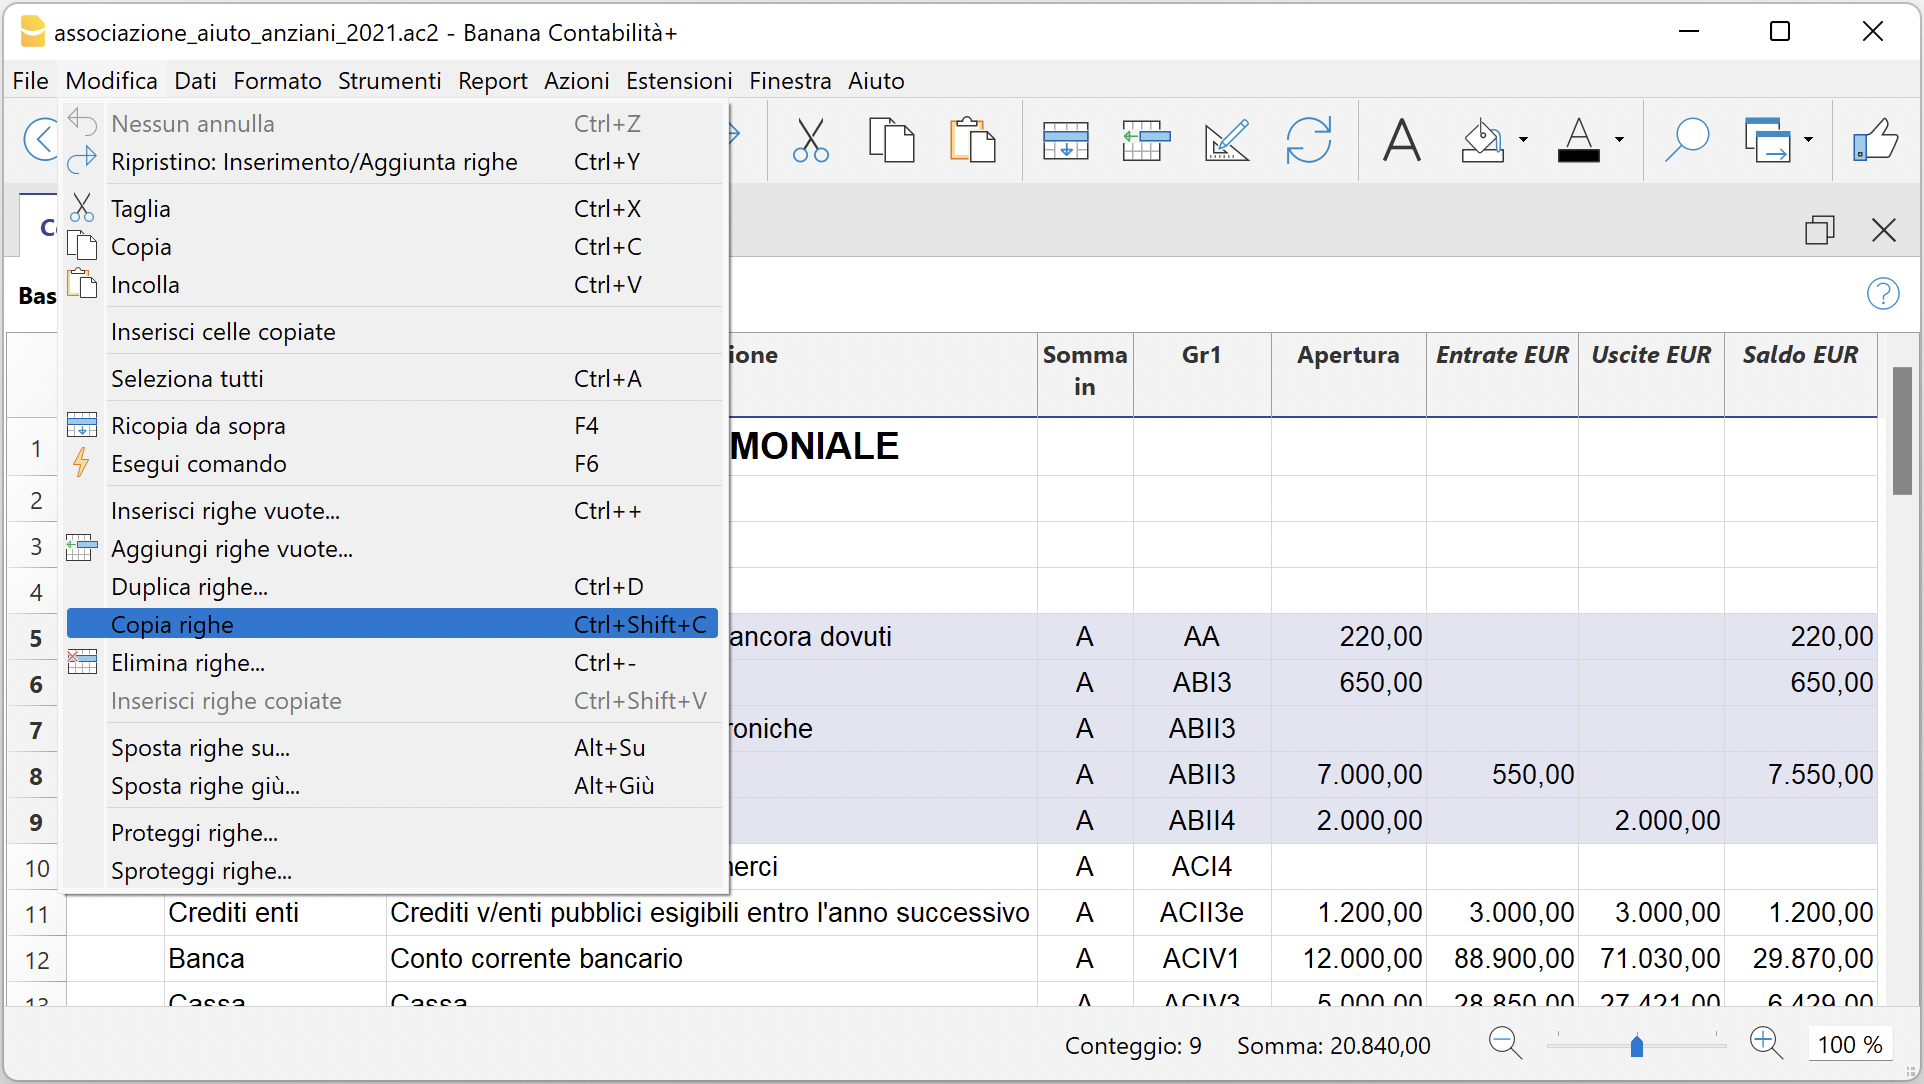 associazione_aiuto_anziani_2021.ac2 - Banana Contabilità+
File Modifica Dati Formato Strumenti Report Azioni Estensioni Finestra Aiuto
Nessun annulla Ctrl+Z
Ripristino: Inserimento/Aggiunta righe Ctrl+Y
Taglia Ctrl+X
Copia Ctrl+C
Incolla Ctrl+V
Inserisci celle copiate
Seleziona tutti Ctrl+A
Ricopia da sopra F4
Esegui comando F6
Inserisci righe vuote... Ctrl++
Aggiungi righe vuote...
Duplica righe... Ctrl+D
Copia righe Ctrl+Shift+C
Elimina righe... Ctrl+-
Inserisci righe copiate Ctrl+Shift+V
Sposta righe su... Alt+Su
Sposta righe giù... Alt+Giù
Proteggi righe...
Sproteggi righe...
Bas
ione Somma in Gr1 Apertura Entrate EUR Uscite EUR Saldo EUR
1 MONIALE
2
3
4
5 ancora dovuti A AA 220,00 220,00
6 A ABI3 650,00 650,00
7 roniche A ABII3
8 A ABII3 7.000,00 550,00 7.550,00
9 A ABII4 2.000,00 2.000,00
10 nerci A ACI4
11 Crediti enti Crediti v/enti pubblici esigibili entro l'anno successivo A ACII3e 1.200,00 3.000,00 3.000,00 1.200,00
12 Banca Conto corrente bancario A ACIV1 12.000,00 88.900,00 71.030,00 29.870,00
13 Cassa Cassa A ACIV3 5.000,00 28.850,00 27.421,00 6.429,00
Conteggio: 9 Somma: 20.840,00 100 %